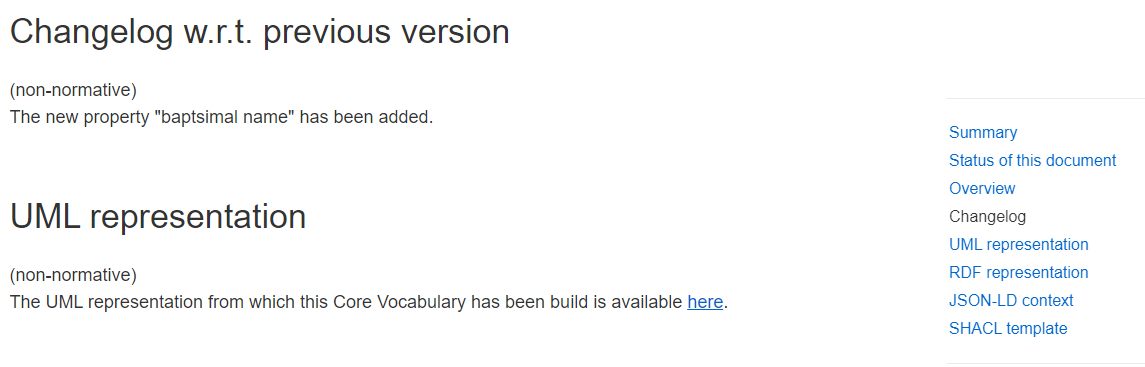 Changelog w.r.t. previous version
(non-normative)
The new property "baptsimal name" has been added.
UML representation
(non-normative)
The UML representation from which this Core Vocabulary has been build is available here.
Summary
Status of this document
Overview
Changelog
UML representation
RDF representation
JSON-LD context
SHACL template